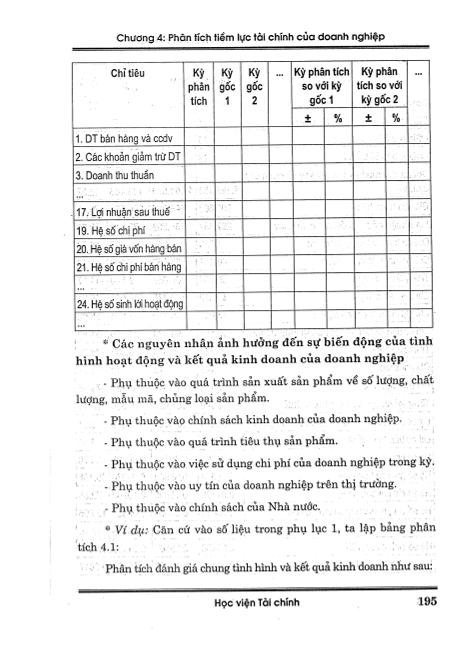 Chương 4: Phân tích tiềm lực tài chính của doanh nghiệp
Chỉ tiêu | Kỳ phân tích | Kỳ gốc 1 | Kỳ gốc 2 | ... | Kỳ phân tích so với kỳ gốc 1 | Kỳ phân tích so với kỳ gốc 2 | ...
± | % | ± | %
1. DT bán hàng và ccdv
2. Các khoản giảm trừ DT
3. Doanh thu thuần
...
17. Lợi nhuận sau thuế
19. Hệ số chi phí
20. Hệ số giá vốn hàng bán
21. Hệ số chi phí bán hàng
...
24. Hệ số sinh lời hoạt động
...
* Các nguyên nhân ảnh hưởng đến sự biến động của tình
hình hoạt động và kết quả kinh doanh của doanh nghiệp
- Phụ thuộc vào quá trình sản xuất sản phẩm về số lượng, chất
lượng, mẫu mã, chủng loại sản phẩm.
- Phụ thuộc vào chính sách kinh doanh của doanh nghiệp.
- Phụ thuộc vào quá trình tiêu thụ sản phẩm.
- Phụ thuộc vào việc sử dụng chi phí của doanh nghiệp trong kỳ.
- Phụ thuộc vào uy tín của doanh nghiệp trên thị trường.
- Phụ thuộc vào chính sách của Nhà nước.
* Ví dụ: Căn cứ vào số liệu trong phụ lục 1, ta lập bảng phân
tích 4.1:
Phân tích đánh giá chung tình hình và kết quả kinh doanh như sau:
Học viện Tài chính 195